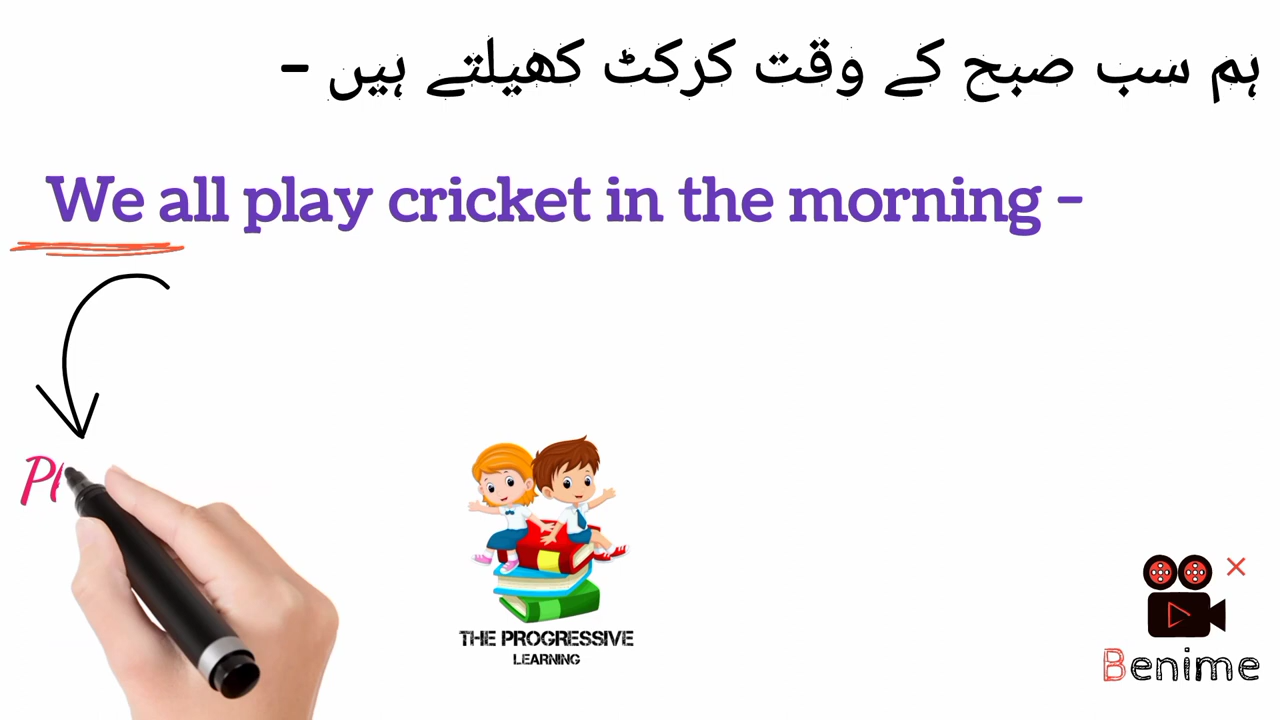 ہم سب صبح کے وقت کرکٹ کھیلتے ہیں -
We all play cricket in the morning -
THE PROGRESSIVE
LEARNING
Benime